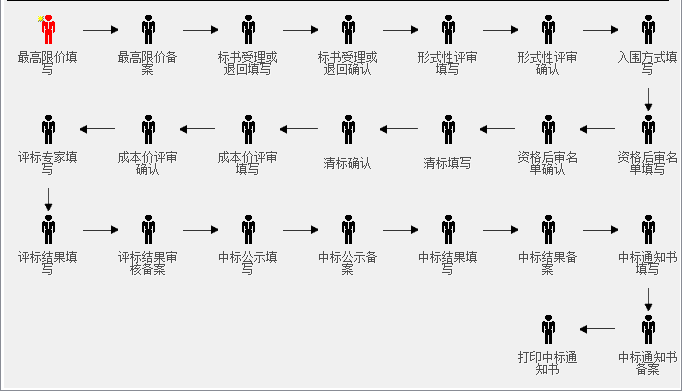 最高限价填
写
最高限价备
案
标书受理或
退回填写
标书受理或
退回确认
形式性评审
填写
形式性评审
确认
入围方式填
写
评标专家填
写
成本价评审
确认
成本价评审
填写
清标确认
清标填写
资格后审名
单确认
资格后审名
单填写
评标结果填
写
评标结果审
核备案
中标公示填
写
中标公示备
案
中标结果填
写
中标结果备
案
中标通知书
填写
打印中标通
知书
中标通知书
备案